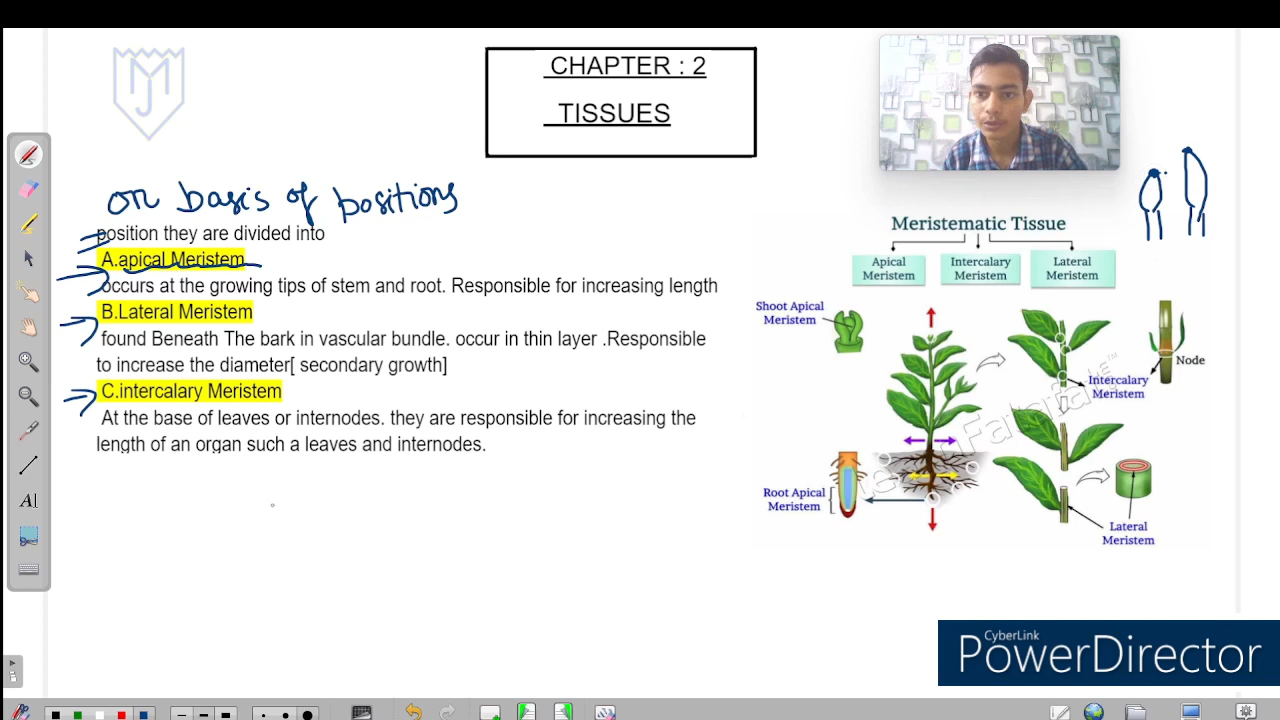 CHAPTER : 2
TISSUES
on basis of positions
position they are divided into
A.apical Meristem
occurs at the growing tips of stem and root. Responsible for increasing length
B.Lateral Meristem
found Beneath The bark in vascular bundle. occur in thin layer .Responsible
to increase the diameter[ secondary growth]
C.intercalary Meristem
At the base of leaves or internodes. they are responsible for increasing the
length of an organ such a leaves and internodes.
Meristematic Tissue
Apical
Meristem
Intercalary
Meristem
Lateral
Meristem
Shoot Apical
Meristem
Node
Intercalary
Meristem
Root Apical
Meristem
Lateral
Meristem
CyberLink
PowerDirector